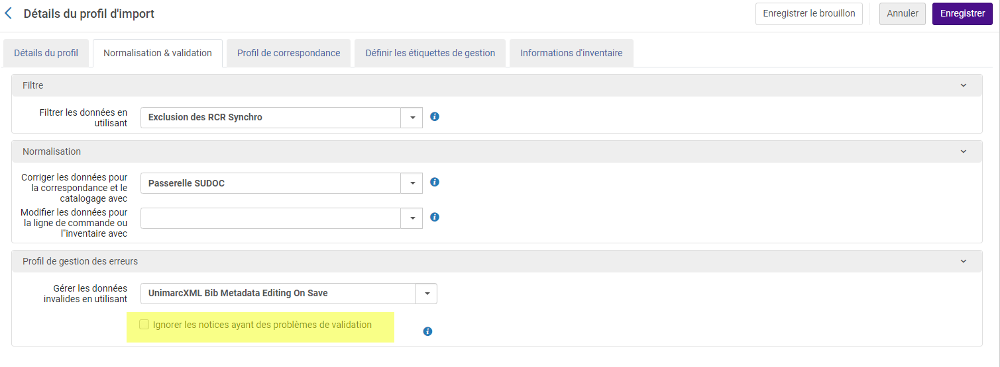 Détails du profil d'import
Enregistrer le brouillon
Annuler
Enregistrer
Détails du profil
Normalisation & validation
Profil de correspondance
Définir les étiquettes de gestion
Informations d'inventaire
Filtre
Filtrer les données en
utilisant
Exclusion des RCR Synchro
Normalisation
Corriger les données pour
la correspondance et le
catalogage avec
Passerelle SUDOC
Modifier les données pour
la ligne de commande ou
l"inventaire avec
Profil de gestion des erreurs
Gérer les données
invalides en utilisant
UnimarcXML Bib Metadata Editing On Save
Ignorer les notices ayant des problèmes de validation